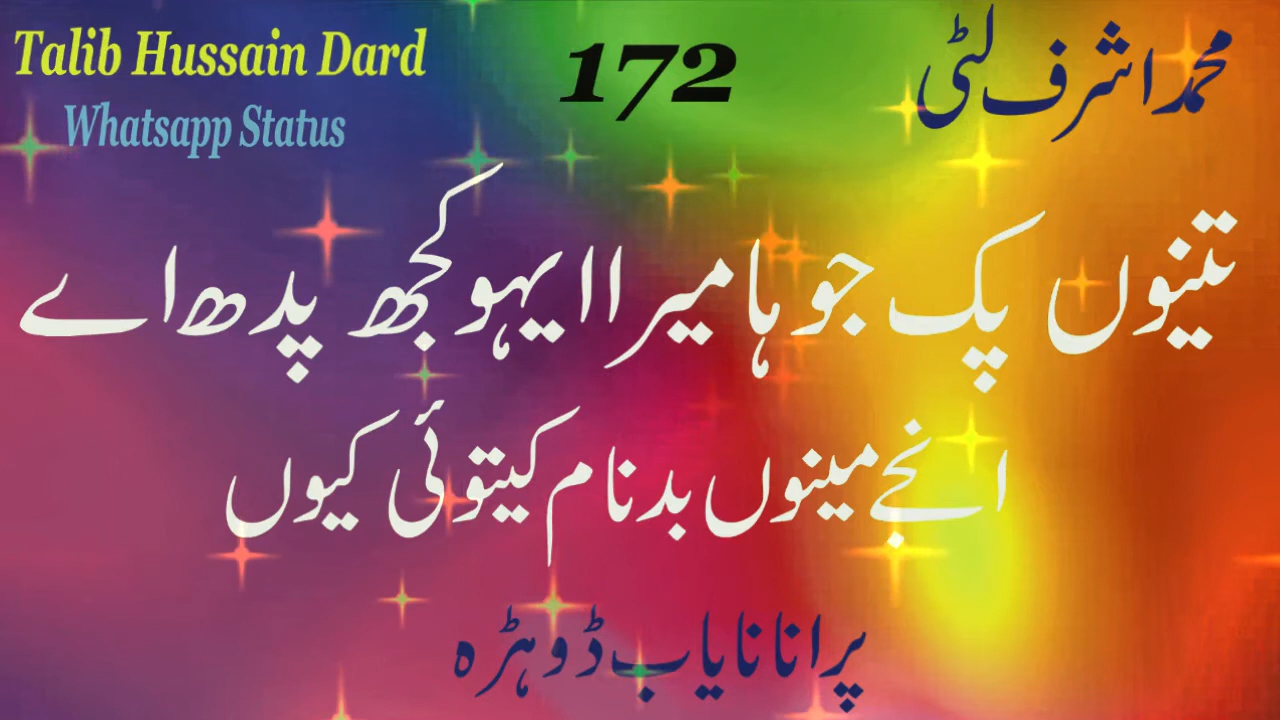 Talib Hussain Dard
Whatsapp Status
172
محمد اشرف لٹی
تینوں پک جو ہا میرا ایہو کجھ پدھ اے
انجے مینوں بدنام کیتوئی کیوں
پرانا نایاب ڈوہڑہ